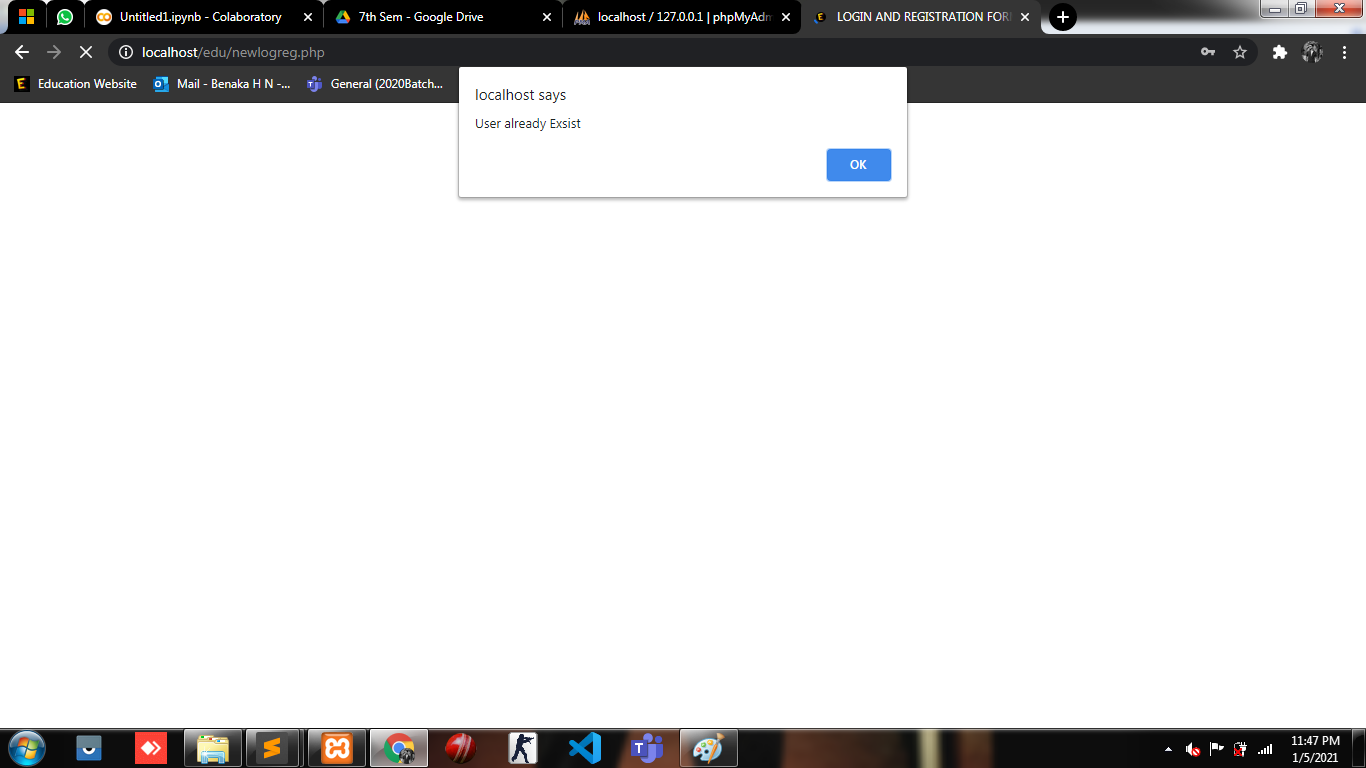 Untitled1.ipynb - Colaboratory
7th Sem - Google Drive
localhost / 127.0.0.1 | phpMyAdm
LOGIN AND REGISTRATION FOR
localhost/edu/newlogreg.php
Education Website
Mail - Benaka H N -...
General (2020Batch...
localhost says
User already Exsist
OK
11:47 PM
1/5/2021